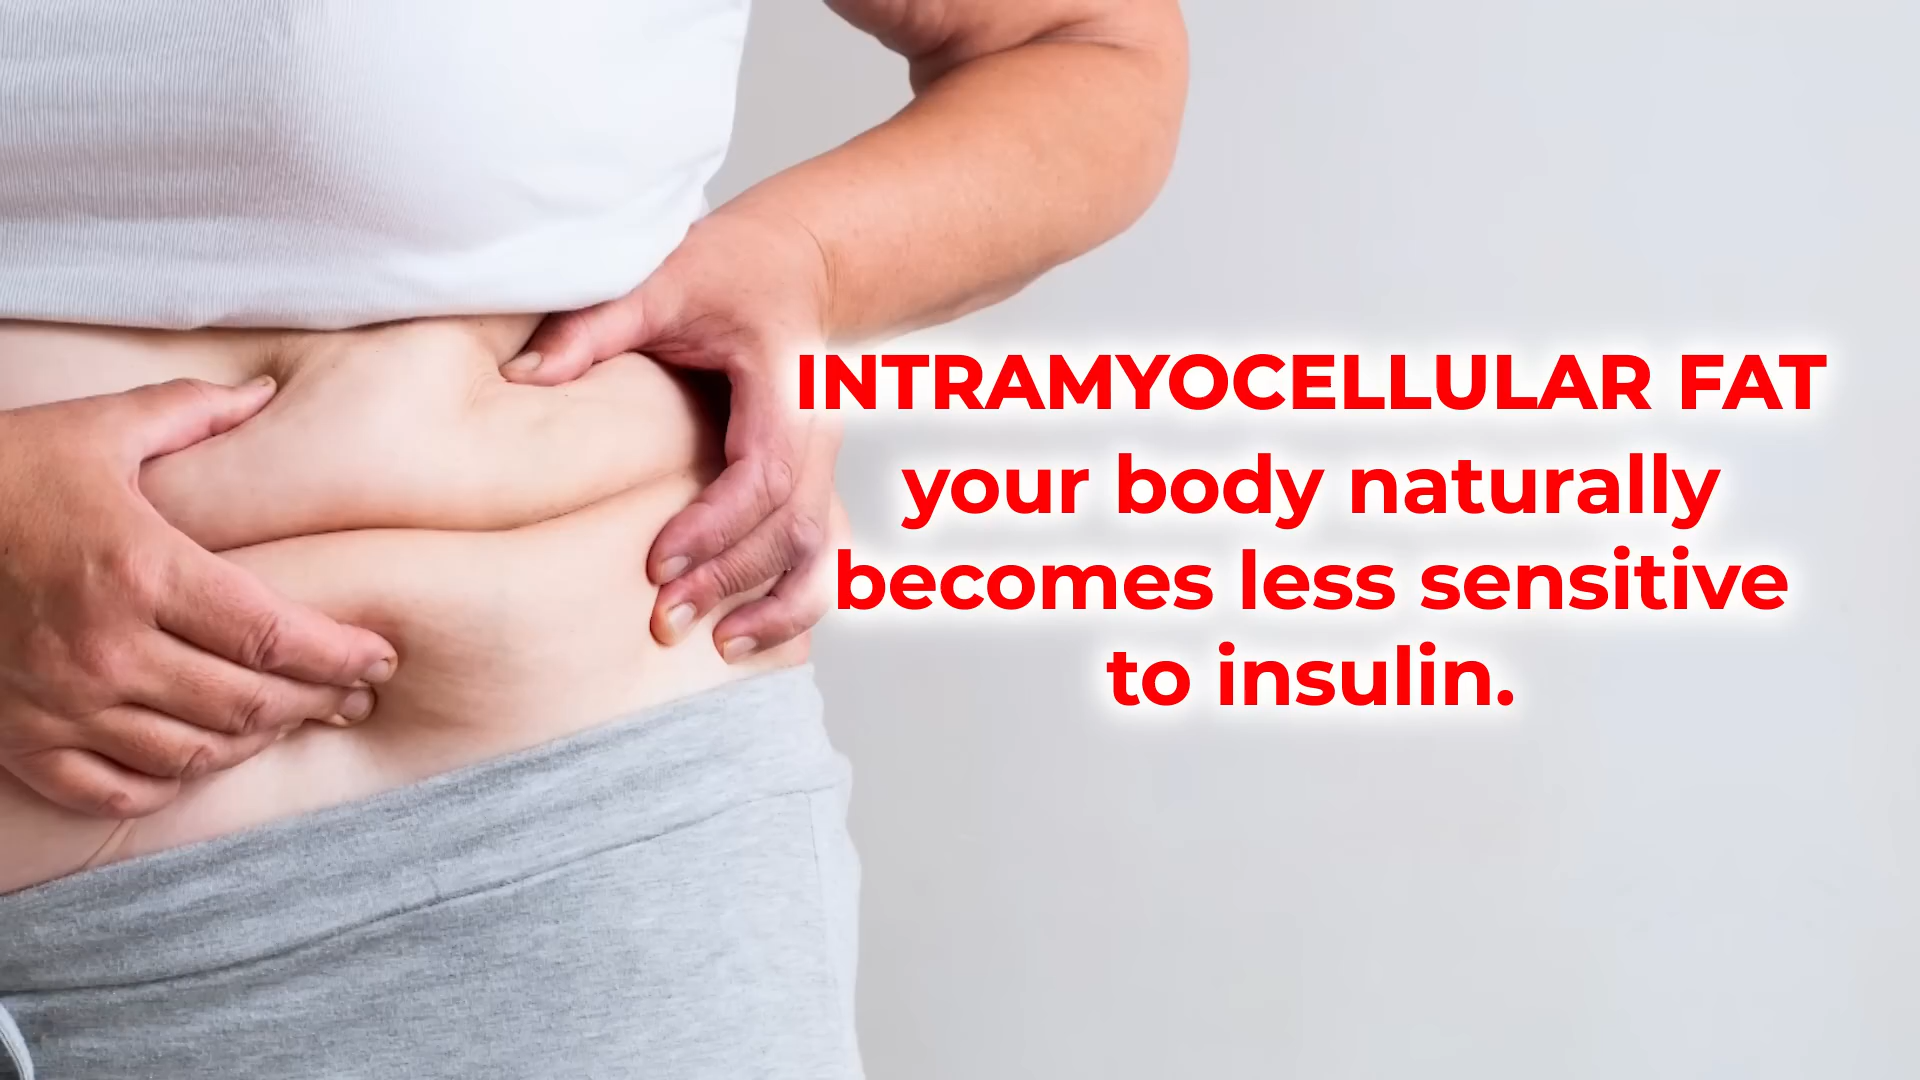 INTRAMYOCELLULAR FAT
your body naturally
becomes less sensitive
to insulin.